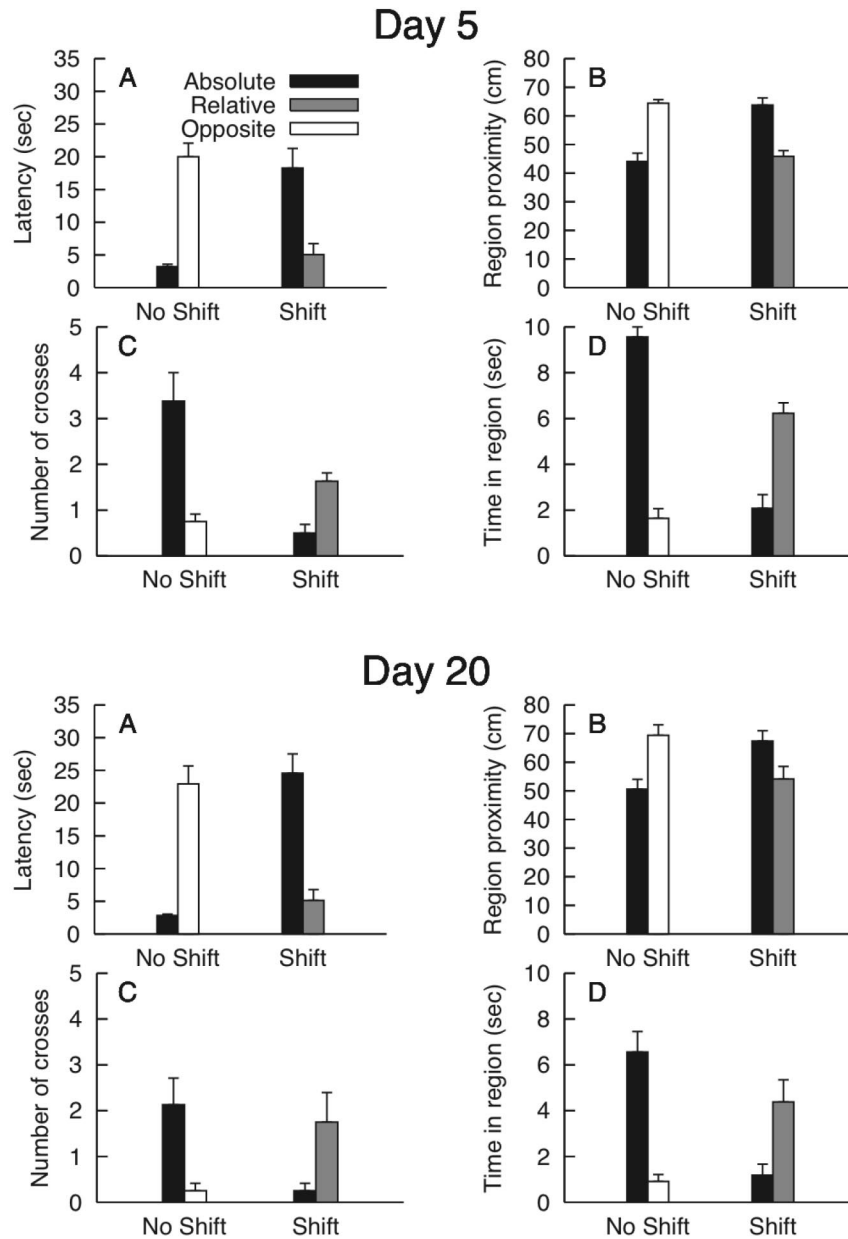 Day 5
A
Absolute
Relative
Opposite
Latency (sec)
35
30
25
20
15
10
5
0
No Shift Shift
B
Region proximity (cm)
80
70
60
50
40
30
20
10
0
No Shift Shift
C
Number of crosses
5
4
3
2
1
0
No Shift Shift
D
Time in region (sec)
10
8
6
4
2
0
No Shift Shift
Day 20
A
Latency (sec)
35
30
25
20
15
10
5
0
No Shift Shift
B
Region proximity (cm)
80
70
60
50
40
30
20
10
0
No Shift Shift
C
Number of crosses
5
4
3
2
1
0
No Shift Shift
D
Time in region (sec)
10
8
6
4
2
0
No Shift Shift